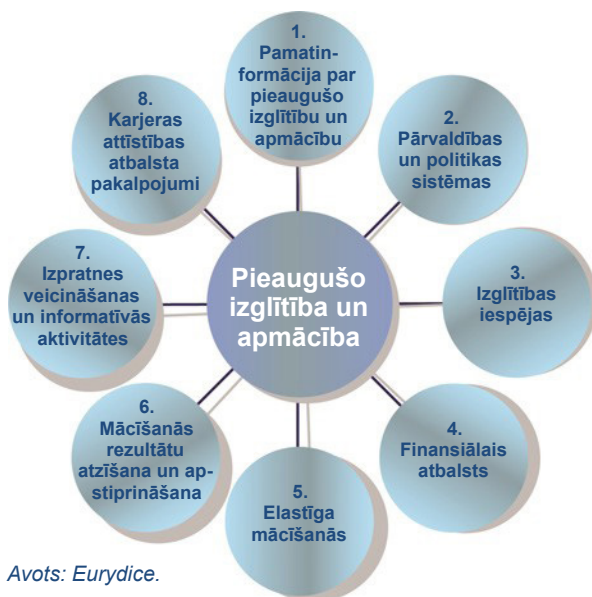 1.
Pamatin-
formācija par
pieaugušo
izglītību un
apmācību
2.
Pārvaldības
un politikas
sistēmas
3.
Izglītības
iespējas
4.
Finansiālais
atbalsts
5.
Elastīga
mācīšanās
6.
Mācīšanās
rezultātu
atzīšana un ap-
stiprināšana
7.
Izpratnes
veicināšanas
un informatīvās
aktivitātes
8.
Karjeras
attīstības
atbalsta
pakalpojumi
Pieaugušo
izglītība un
apmācība
Avots: Eurydice.